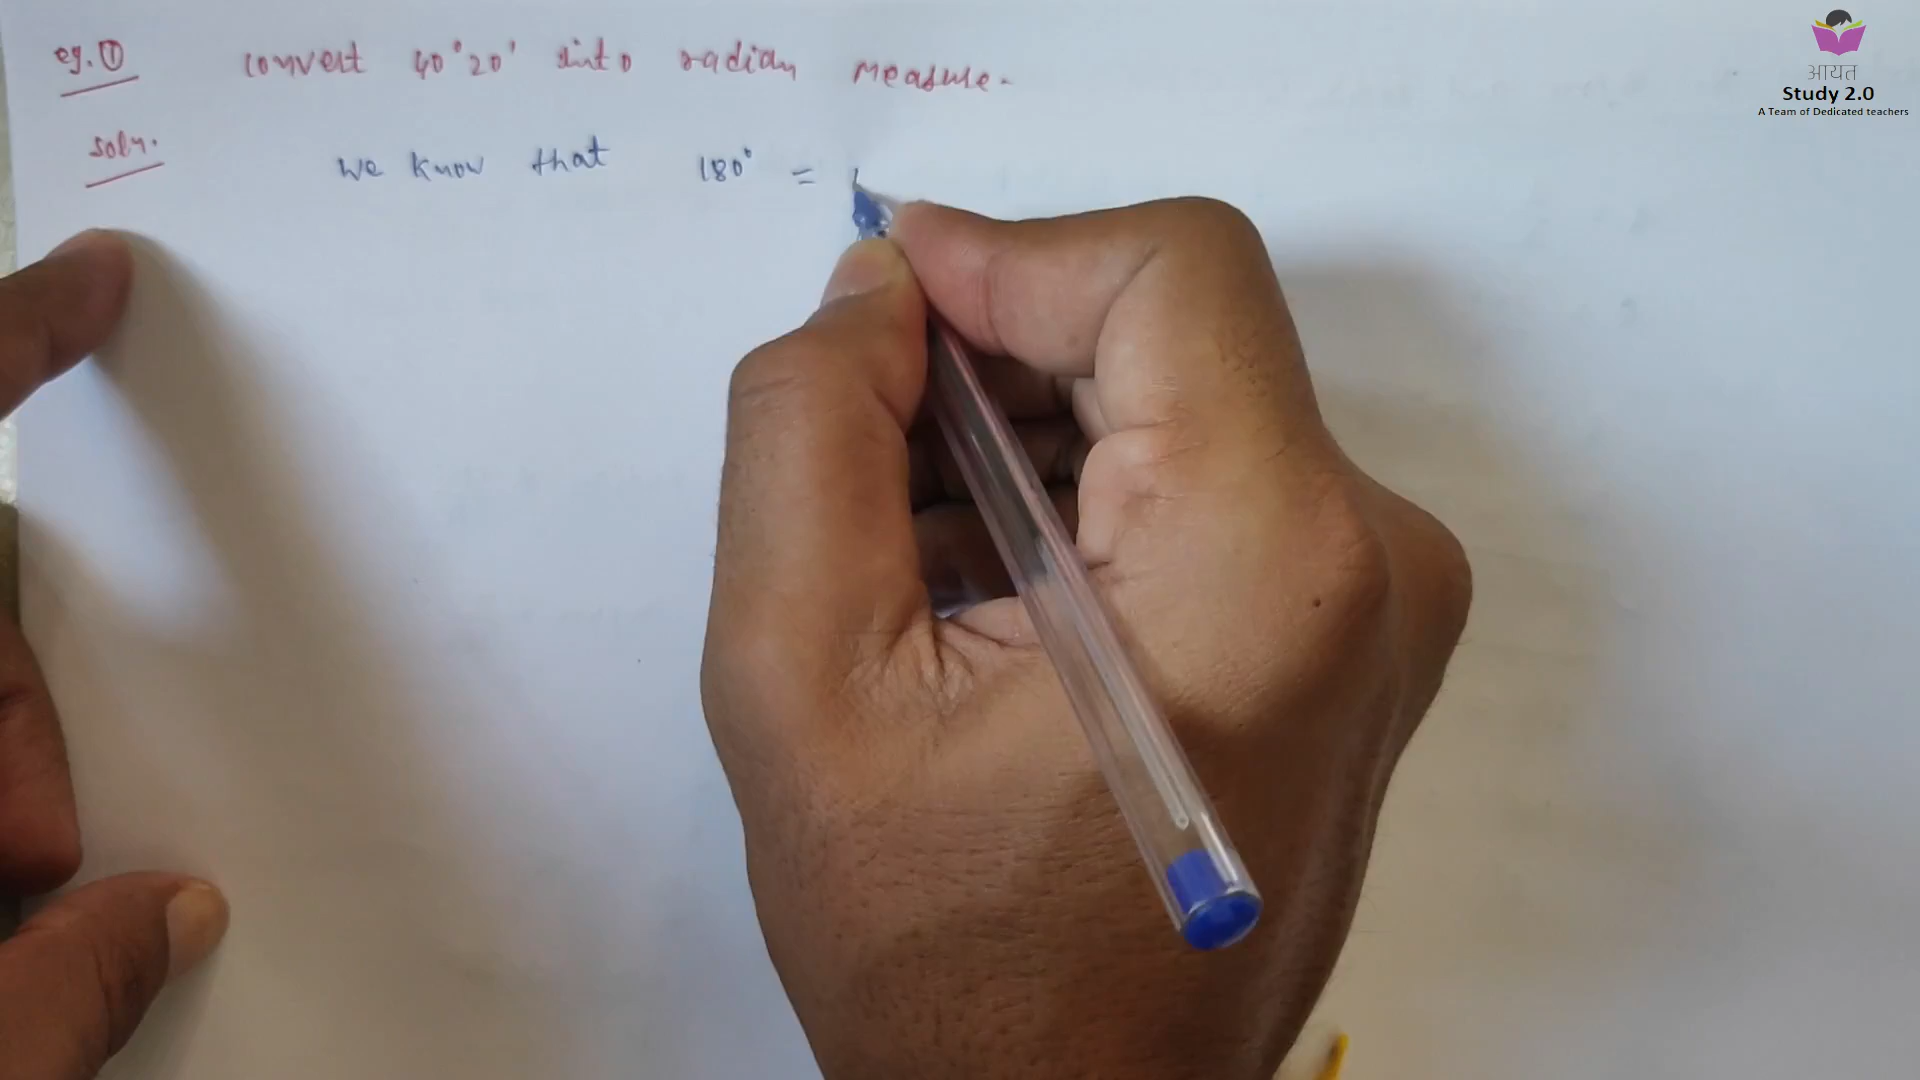 eg. ① convert 40°20' into radian measure.
Soln. We know that 180° =
आयत
Study 2.0
A Team of Dedicated teachers